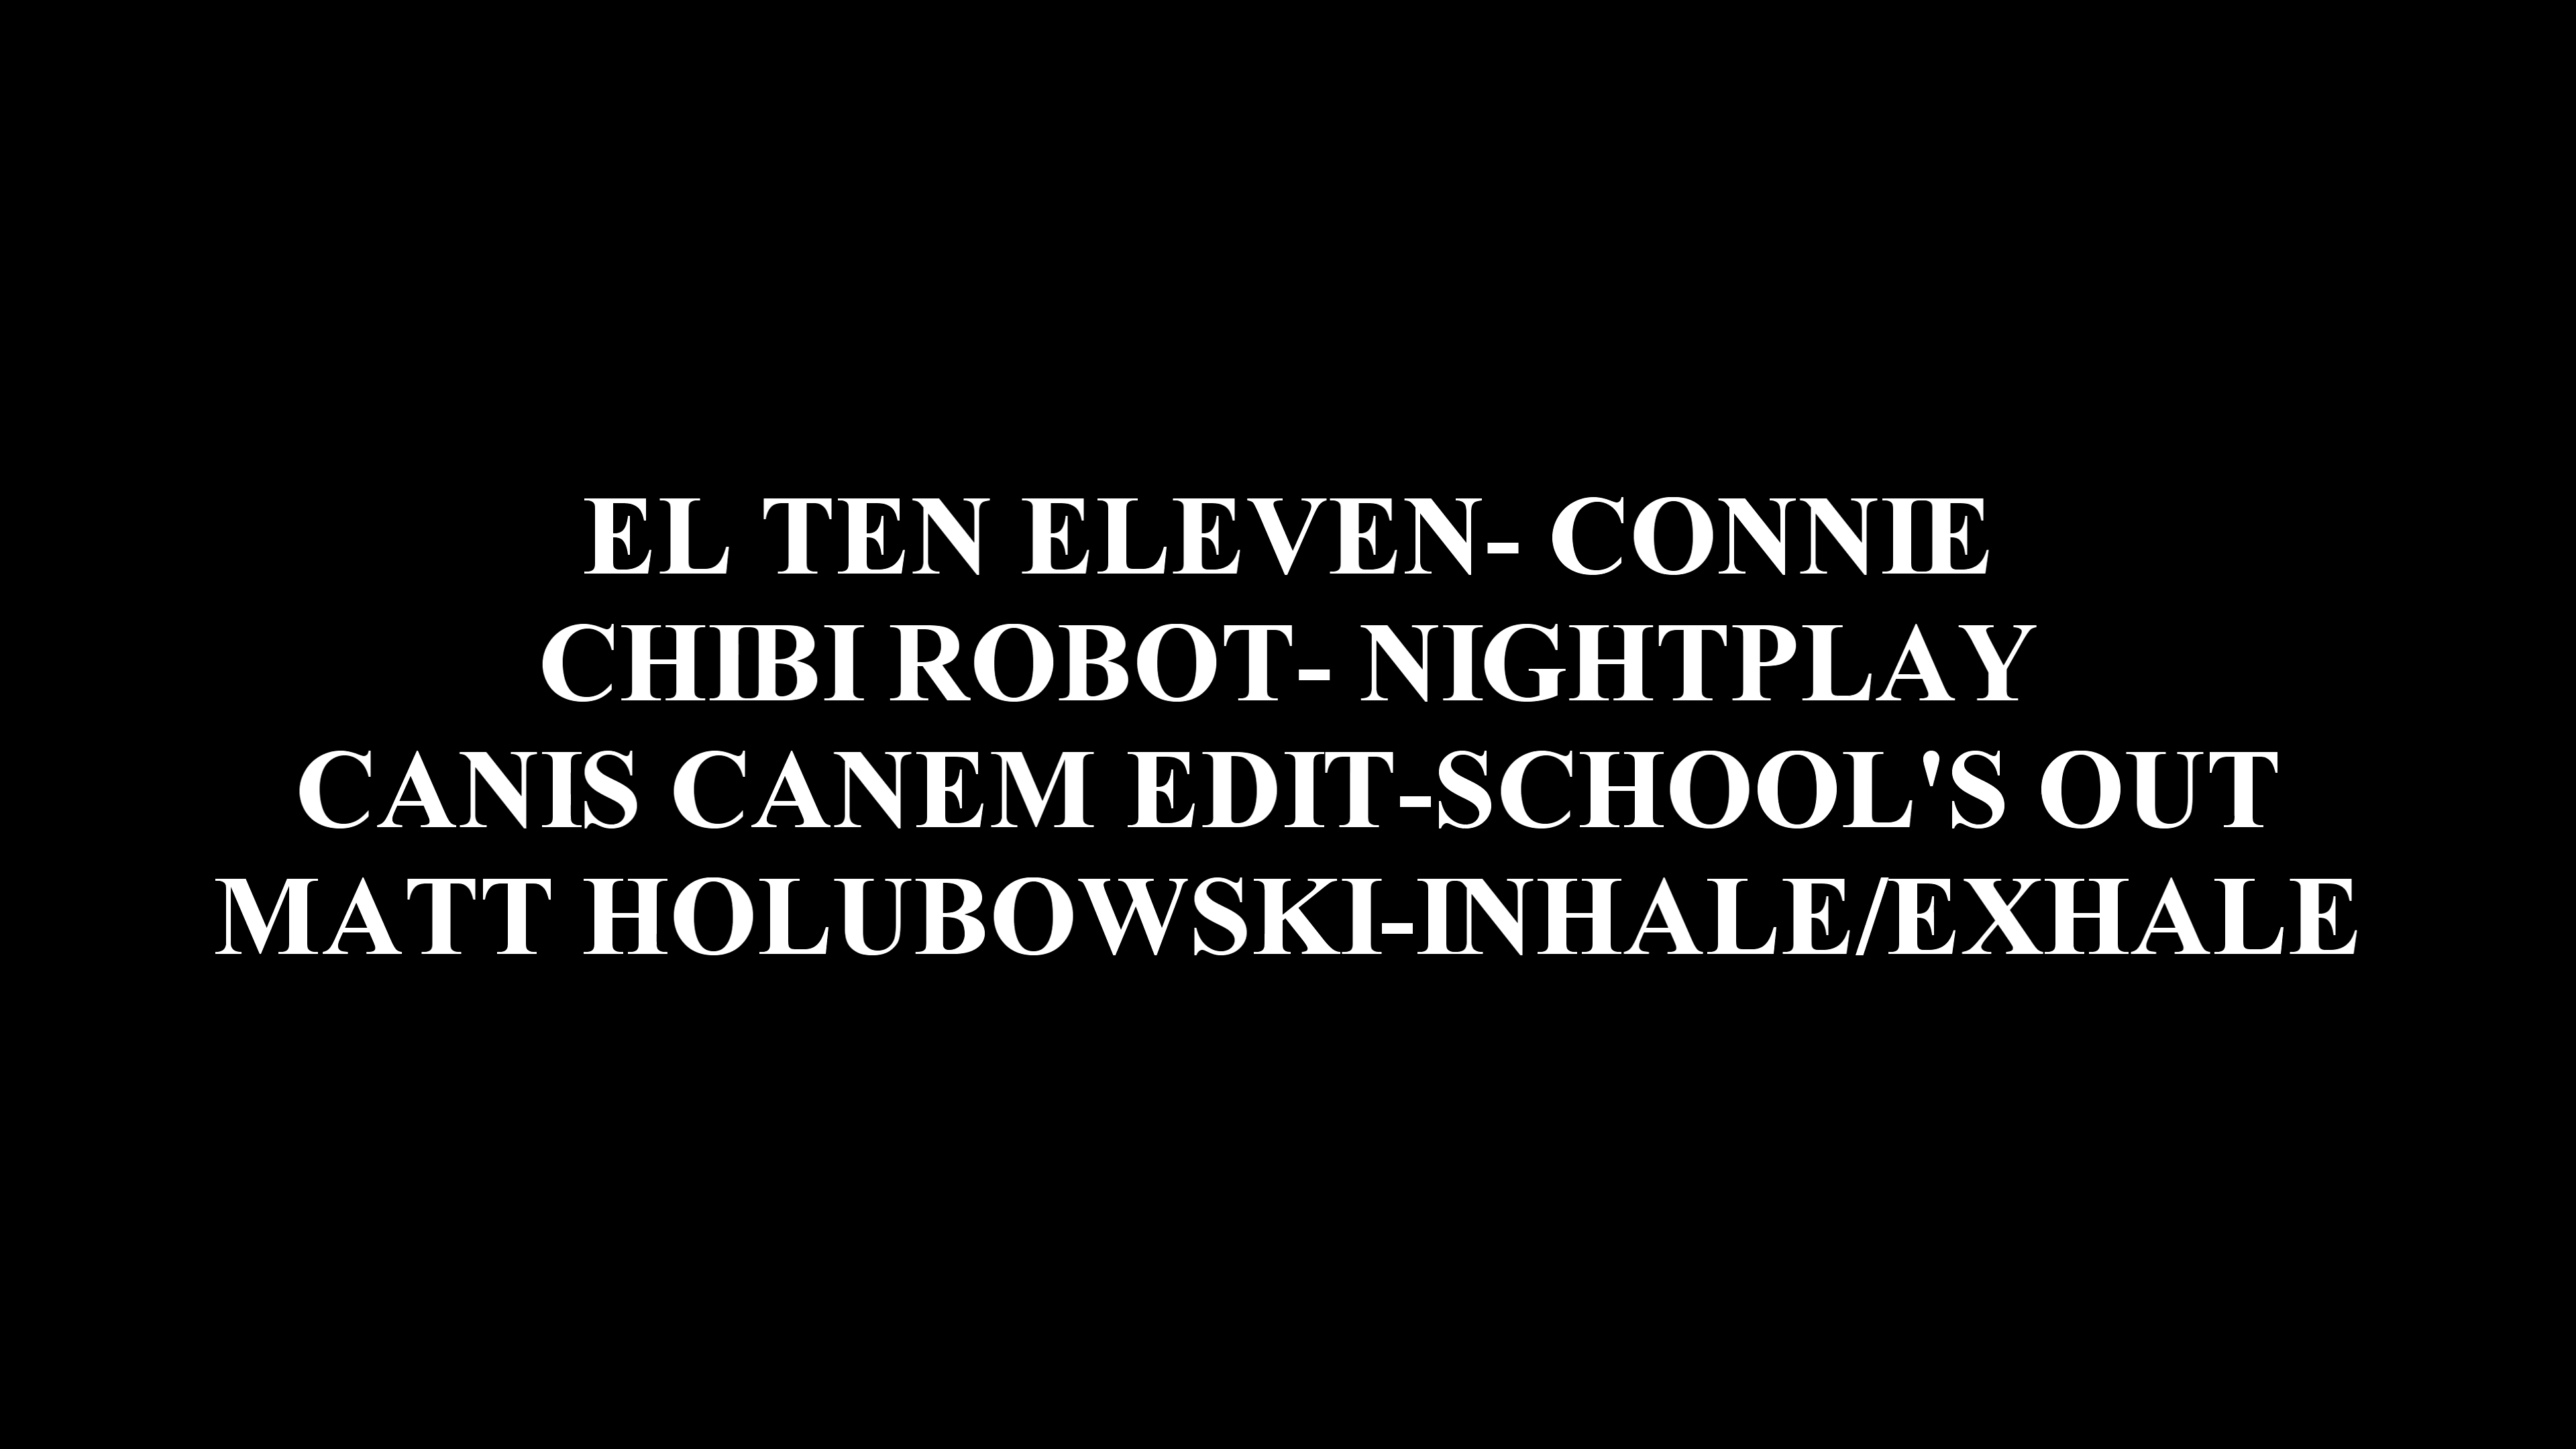 EL TEN ELEVEN- CONNIE
CHIBI ROBOT- NIGHTPLAY
CANIS CANEM EDIT-SCHOOL'S OUT
MATT HOLUBOWSKI-INHALE/EXHALE